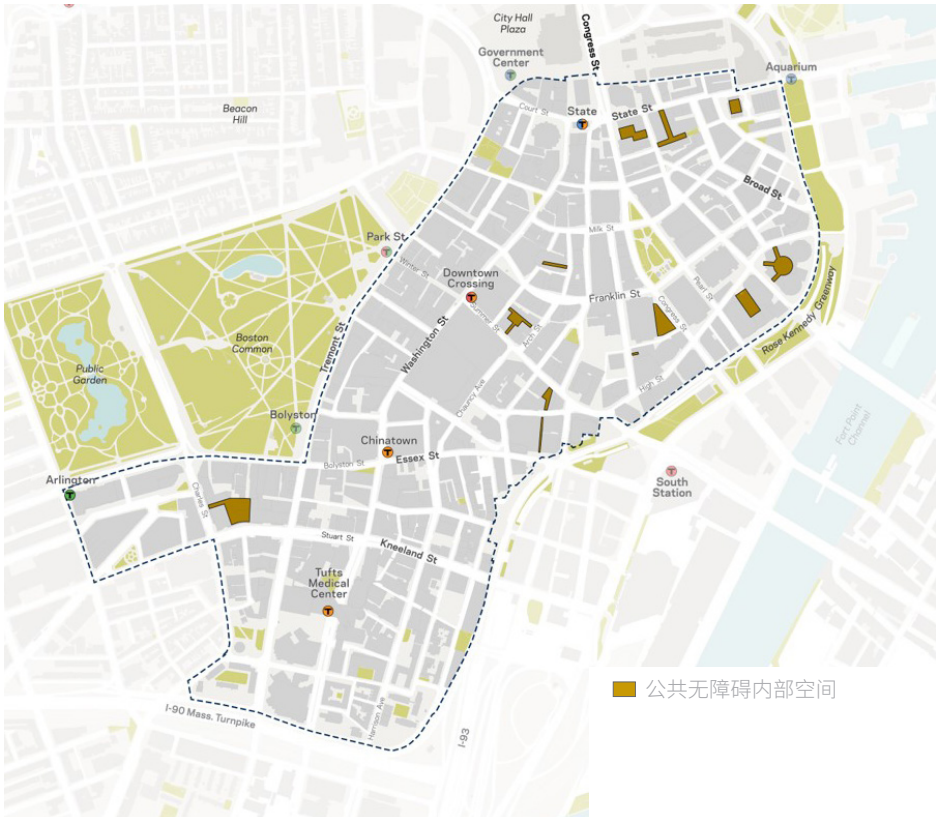 City Hall
Plaza
Congress St
Government
Center
Aquarium
Beacon
Hill
Court St
State
State St
Broad St
Milk St
Park St
Winter St
Downtown
Crossing
Summer St
Franklin St
Congress St
Pearl St
Rose Kennedy Greenway
Arch St
Washington St
Tremont St
Boston
Common
Public
Garden
High St
Chauncy Ave
Fort Point
Channel
Bolyston
Chinatown
Essex St
Bolyston St
South
Station
Arlington
Charles St
Stuart St
Kneeland St
Tufts
Medical
Center
公共无障碍内部空间
Harrison Ave
I-90 Mass. Turnpike
I-93